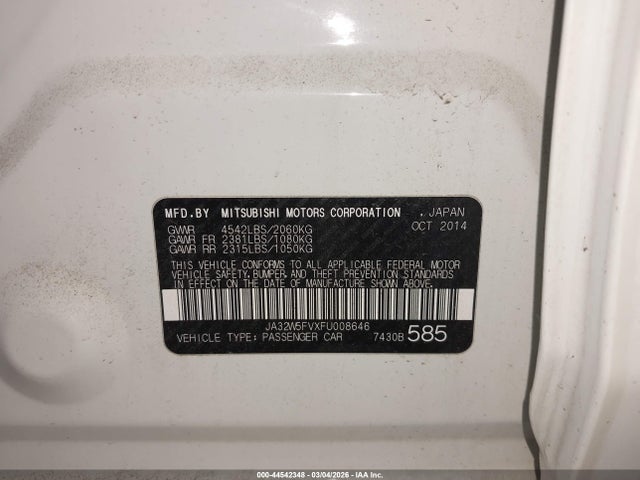 MFD.BY MITSUBISHI MOTORS CORPORATION , JAPAN
OCT 2014
GVWR 4542LBS/2060KG
GAWR FR 2381LBS/1080KG
GAWR RR 2315LBS/1050KG
THIS VEHICLE CONFORMS TO ALL APPLICABLE FEDERAL MOTOR
VEHICLE SAFETY, BUMPER, AND THEFT PREVENTION STANDARDS
IN EFFECT ON THE DATE OF MANUFACTURE SHOWN ABOVE.
JA32W5FVXFU008646
VEHICLE TYPE: PASSENGER CAR 7430B 585
000-44542348 - 03/04/2026 - IAA Inc.